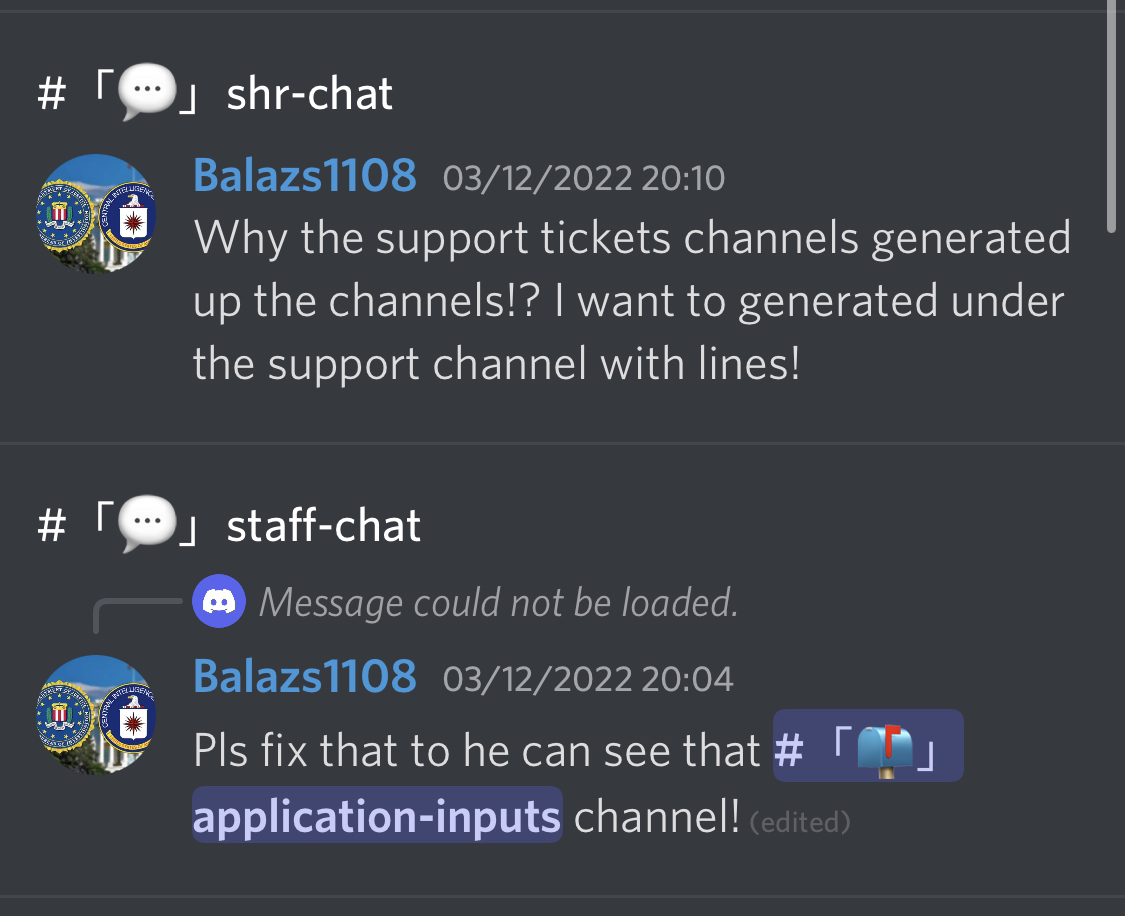 # 「💬」 shr-chat
Balazs1108 03/12/2022 20:10
Why the support tickets channels generated
up the channels!? I want to generated under
the support channel with lines!
# 「💬」 staff-chat
Message could not be loaded.
Balazs1108 03/12/2022 20:04
Pls fix that to he can see that # 「📫」
application-inputs channel! (edited)